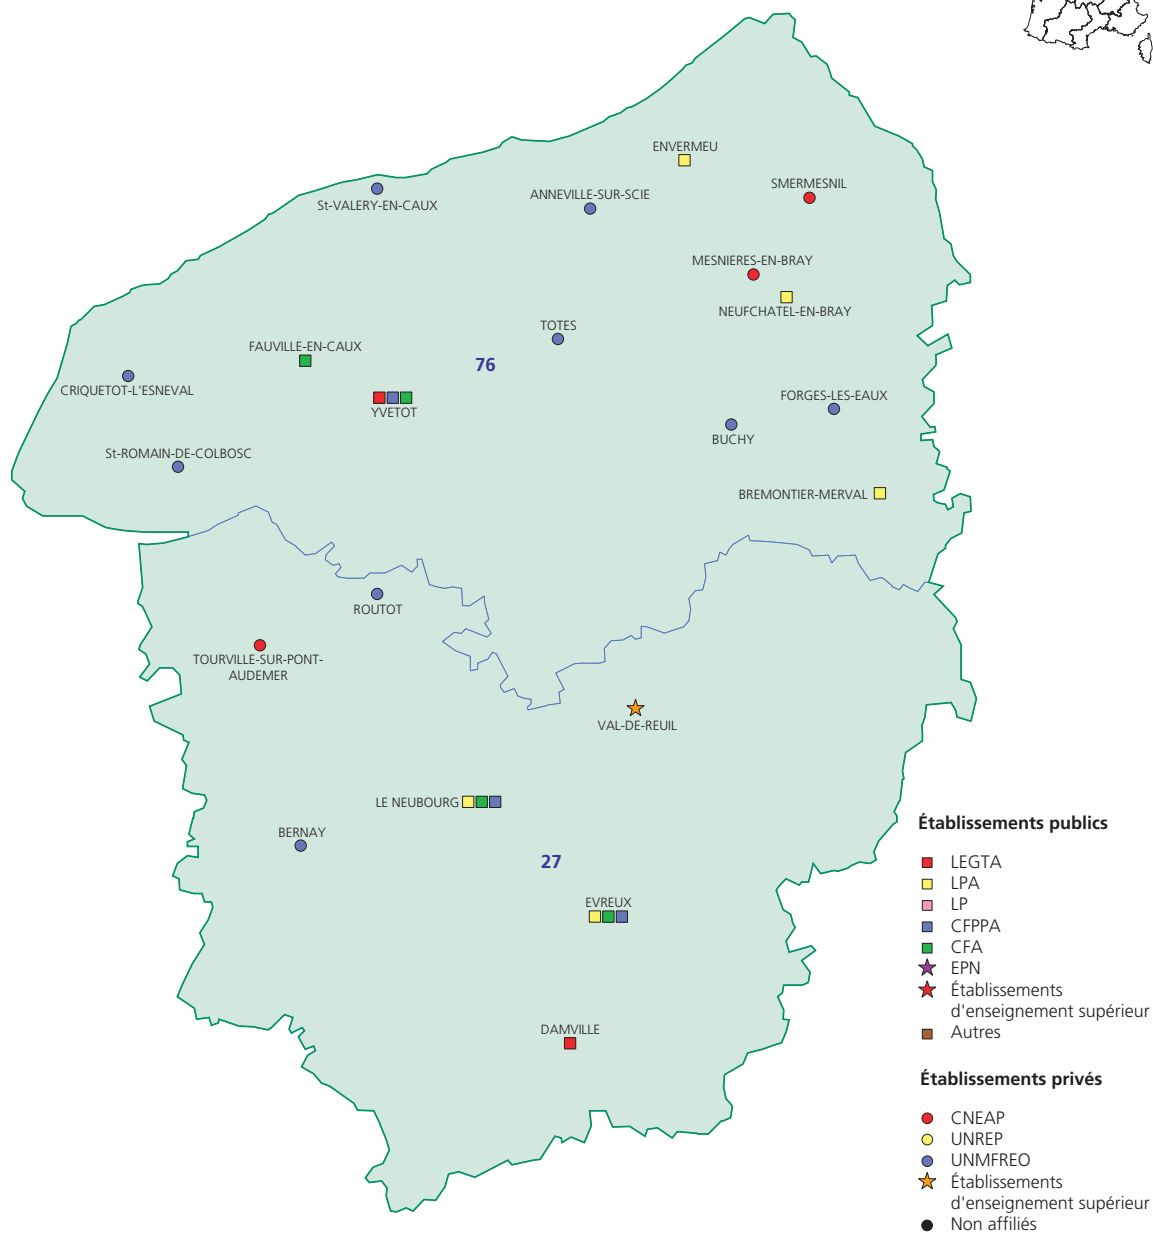 ENVERMEU
SMERMESNIL
ANNEVILLE-SUR-SCIE
St-VALERY-EN-CAUX
MESNIERES-EN-BRAY
NEUFCHATEL-EN-BRAY
TOTES
FAUVILLE-EN-CAUX
76
CRIQUETOT-L'ESNEVAL
FORGES-LES-EAUX
YVETOT
BUCHY
St-ROMAIN-DE-COLBOSC
BREMONTIER-MERVAL
ROUTOT
TOURVILLE-SUR-PONT-
AUDEMER
VAL-DE-REUIL
LE NEUBOURG
BERNAY
27
EVREUX
DAMVILLE
Établissements publics
LEGTA
LPA
LP
CFPPA
CFA
EPN
Établissements
d'enseignement supérieur
Autres
Établissements privés
CNEAP
UNREP
UNMFREO
Établissements
d'enseignement supérieur
Non affiliés